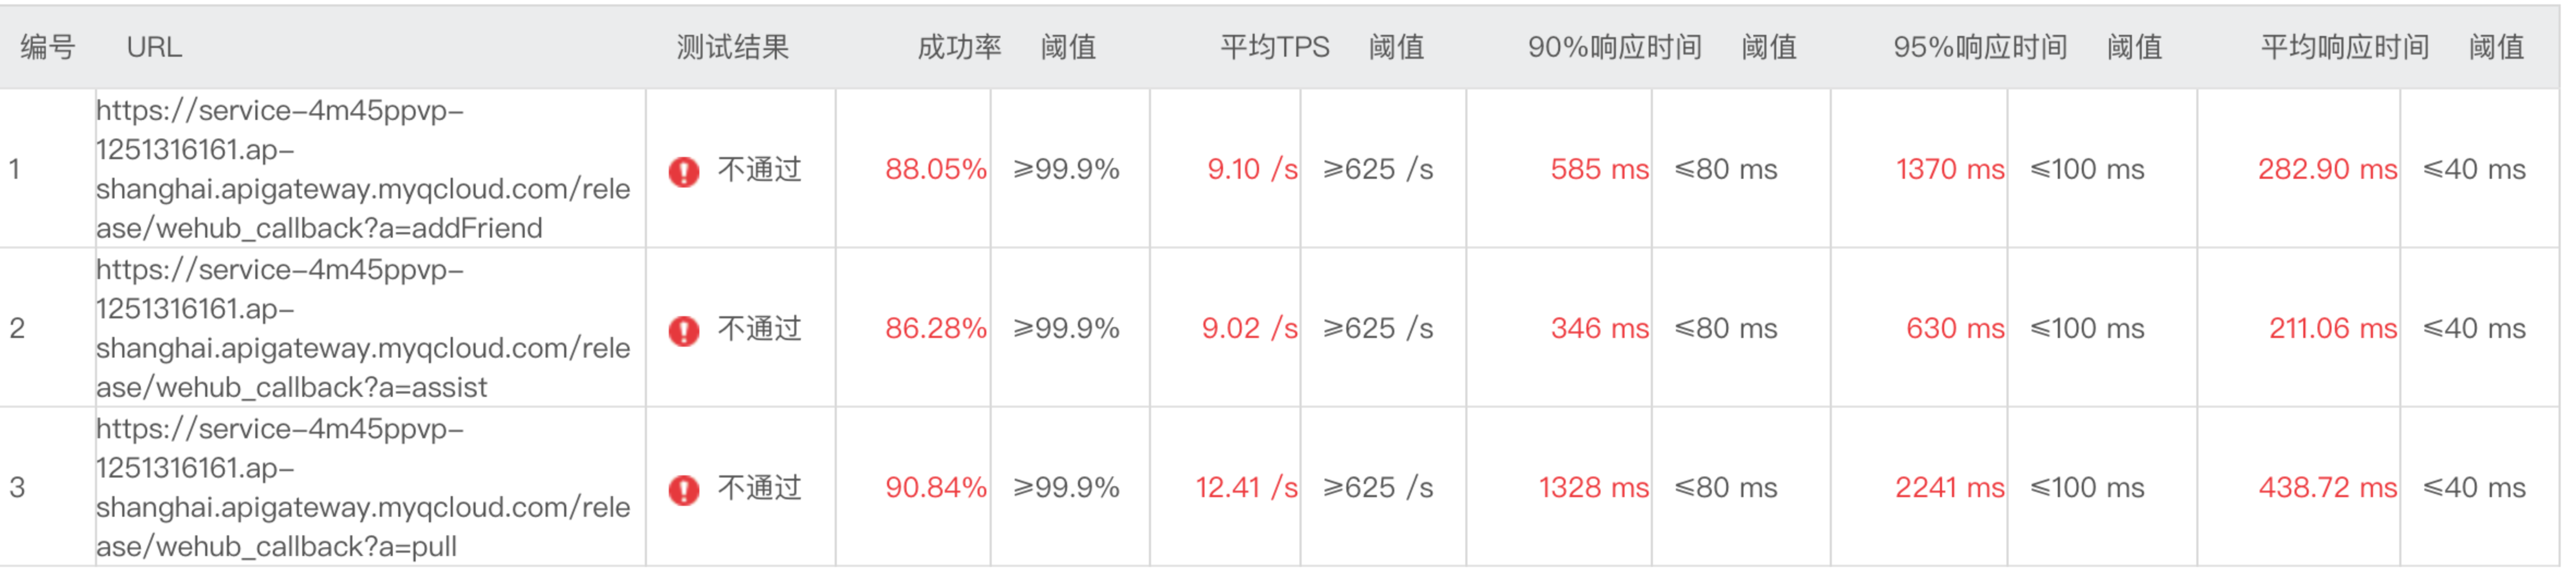 编号 URL 测试结果 成功率 阈值 平均TPS 阈值 90%响应时间 阈值 95%响应时间 阈值 平均响应时间 阈值
https://service-4m45ppvp-
1251316161.ap-
1 不通过 88.05% ≥99.9% 9.10 /s ≥625 /s 585 ms ≤80 ms 1370 ms ≤100 ms 282.90 ms ≤40 ms
shanghai.apigateway.myqcloud.com/rele
ase/wehub_callback?a=addFriend
https://service-4m45ppvp-
1251316161.ap-
2 不通过 86.28% ≥99.9% 9.02 /s ≥625 /s 346 ms ≤80 ms 630 ms ≤100 ms 211.06 ms ≤40 ms
shanghai.apigateway.myqcloud.com/rele
ase/wehub_callback?a=assist
https://service-4m45ppvp-
1251316161.ap-
3 不通过 90.84% ≥99.9% 12.41 /s ≥625 /s 1328 ms ≤80 ms 2241 ms ≤100 ms 438.72 ms ≤40 ms
shanghai.apigateway.myqcloud.com/rele
ase/wehub_callback?a=pull